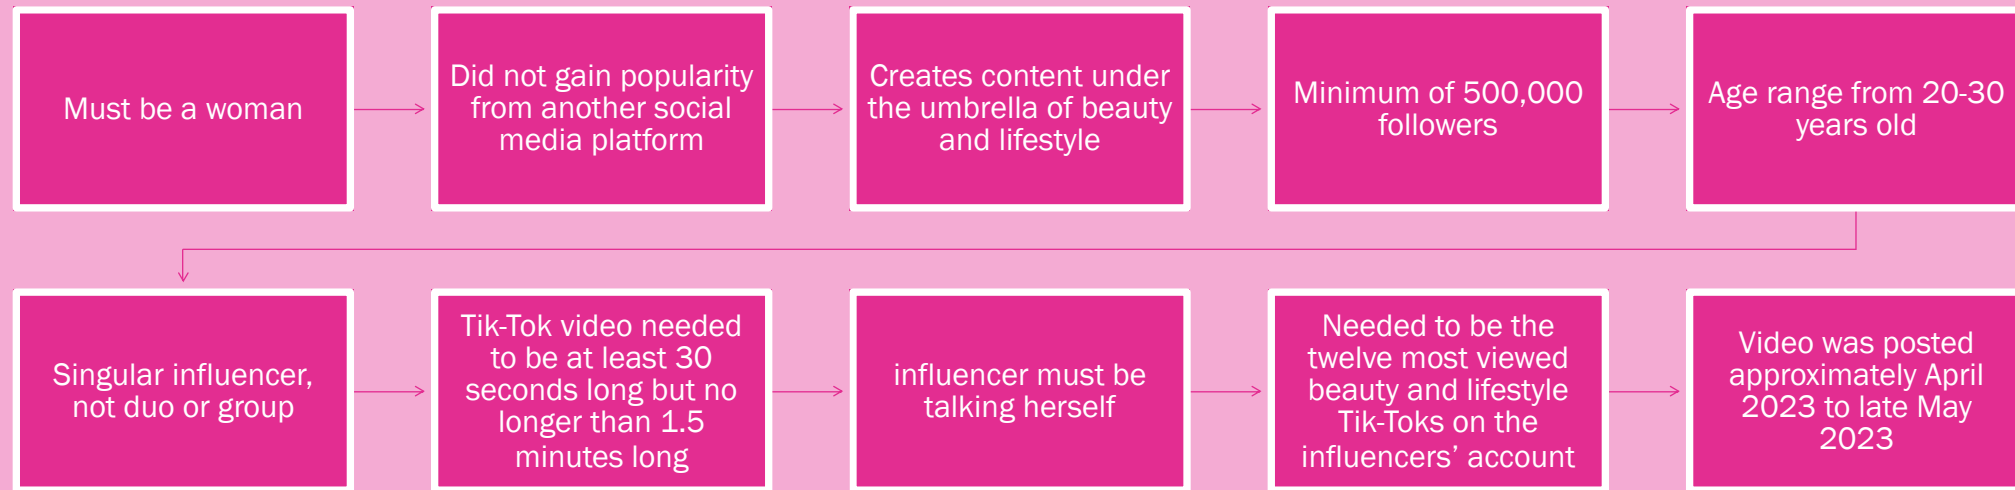 Must be a woman
Did not gain popularity
from another social
media platform
Creates content under
the umbrella of beauty
and lifestyle
Minimum of 500,000
followers
Age range from 20-30
years old
Singular influencer,
not duo or group
Tik-Tok video needed
to be at least 30
seconds long but no
longer than 1.5
minutes long
influencer must be
talking herself
Needed to be the
twelve most viewed
beauty and lifestyle
Tik-Toks on the
influencers’ account
Video was posted
approximately April
2023 to late May
2023